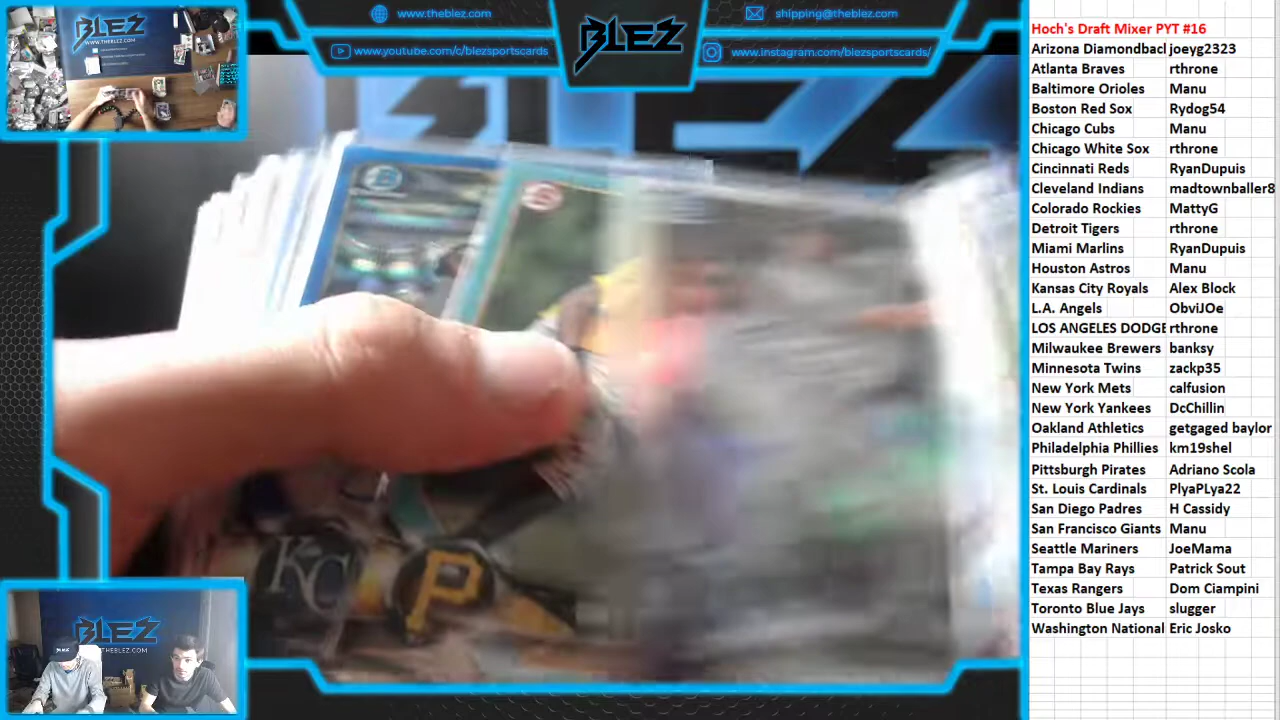 www.theblez.com
shipping@theblez.com
BLEZ
www.youtube.com/c/blezsportscards
www.instagram.com/blezsportscards/
BLEZ
WWW.THEBLEZ.COM
Hoch's Draft Mixer PYT #16
Arizona Diamondbacl joeyg2323
Atlanta Braves rthrone
Baltimore Orioles Manu
Boston Red Sox Rydog54
Chicago Cubs Manu
Chicago White Sox rthrone
Cincinnati Reds RyanDupuis
Cleveland Indians madtownballer8
Colorado Rockies MattyG
Detroit Tigers rthrone
Miami Marlins RyanDupuis
Houston Astros Manu
Kansas City Royals Alex Block
L.A. Angels ObviJOe
LOS ANGELES DODGE rthrone
Milwaukee Brewers banksy
Minnesota Twins zackp35
New York Mets calfusion
New York Yankees DcChillin
Oakland Athletics getgaged baylor
Philadelphia Phillies km19shel
Pittsburgh Pirates Adriano Scola
St. Louis Cardinals PlyaPLya22
San Diego Padres H Cassidy
San Francisco Giants Manu
Seattle Mariners JoeMama
Tampa Bay Rays Patrick Sout
Texas Rangers Dom Ciampini
Toronto Blue Jays slugger
Washington National Eric Josko
KC
P
BLEZ
THEBLEZ.COM